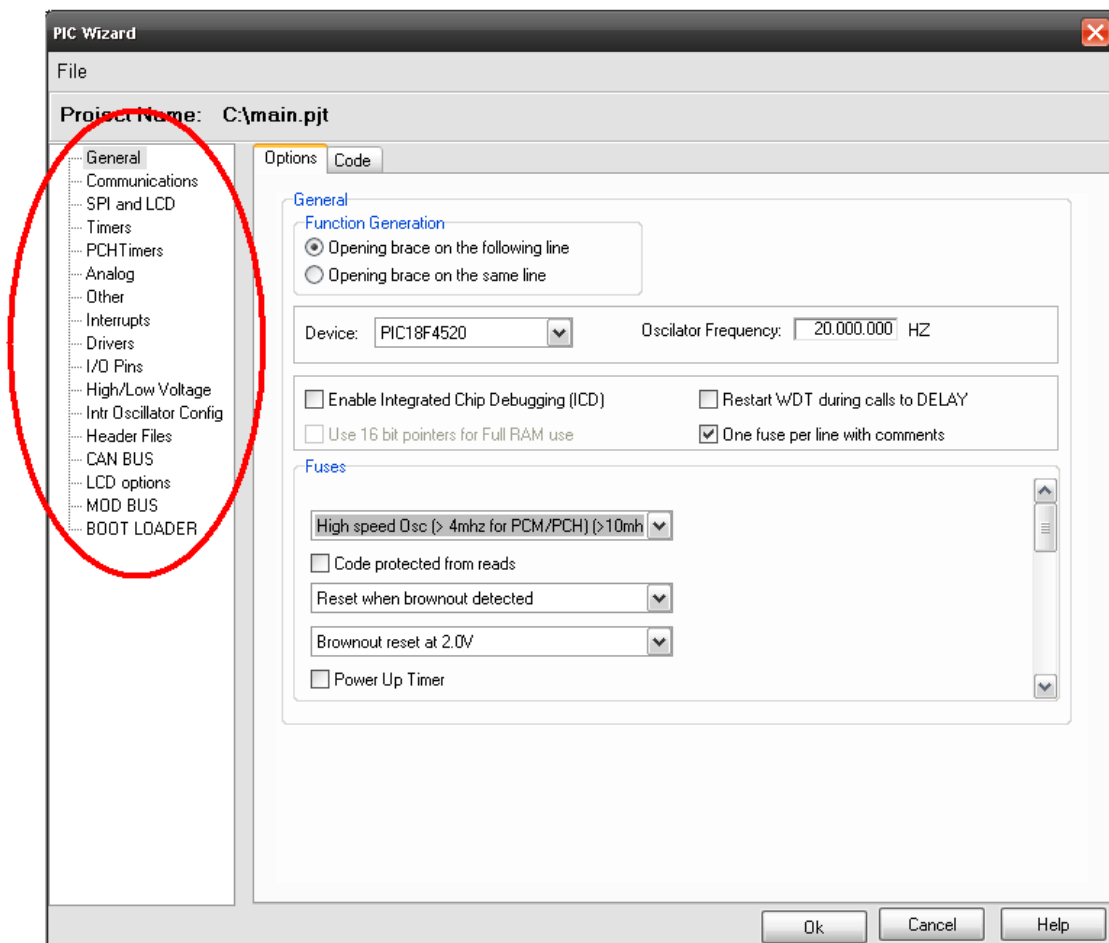 PIC Wizard
File
Project Name: C:\main.pjt
General
Communications
SPI and LCD
Timers
PCHTimers
Analog
Other
Interrupts
Drivers
I/O Pins
High/Low Voltage
Intr Oscillator Config
Header Files
CAN BUS
LCD options
MOD BUS
BOOT LOADER
Options Code
General
Function Generation
Opening brace on the following line
Opening brace on the same line
Device: PIC18F4520 Oscilator Frequency: 20.000.000 HZ
Enable Integrated Chip Debugging (ICD) Restart WDT during calls to DELAY
Use 16 bit pointers for Full RAM use One fuse per line with comments
Fuses
High speed Osc (> 4mhz for PCM/PCH) (>10mh
Code protected from reads
Reset when brownout detected
Brownout reset at 2.0V
Power Up Timer
Ok Cancel Help